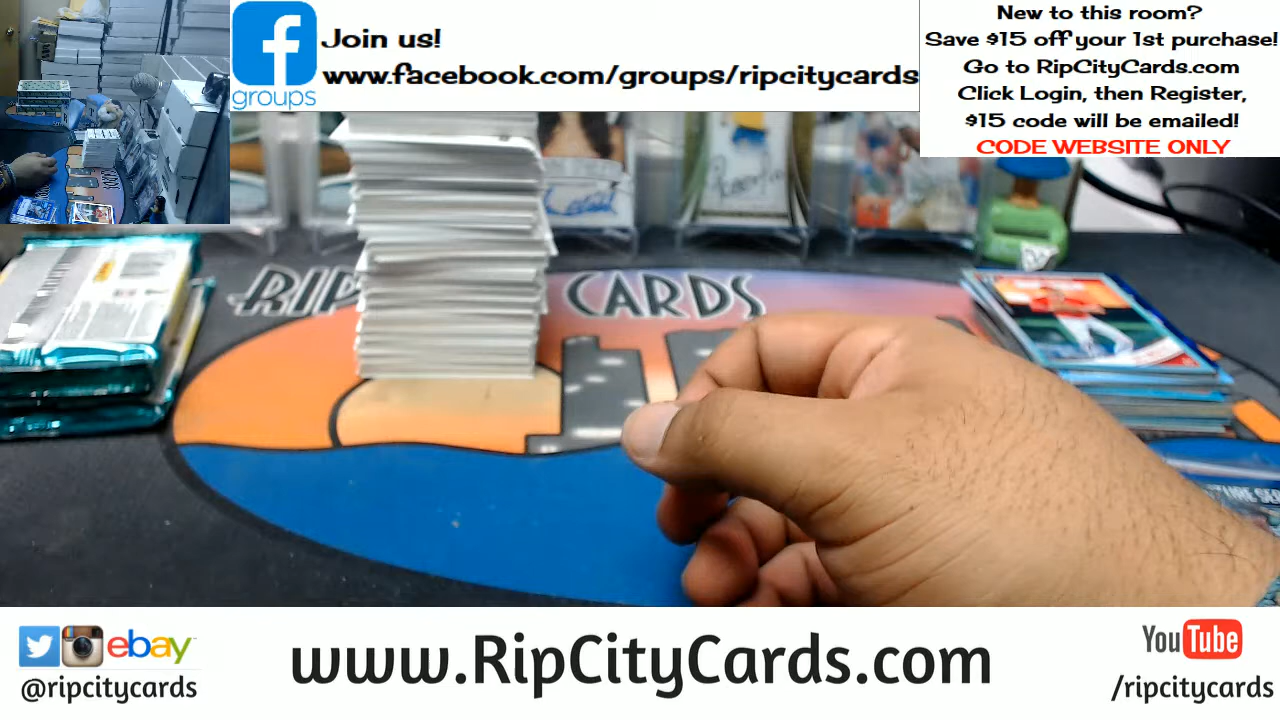 Join us!
www.facebook.com/groups/ripcitycards
groups
New to this room?
Save $15 off your 1st purchase!
Go to RipCityCards.com
Click Login, then Register,
$15 code will be emailed!
CODE WEBSITE ONLY
RIP CARDS
ebay
@ripcitycards
www.RipCityCards.com
YouTube
/ripcitycards